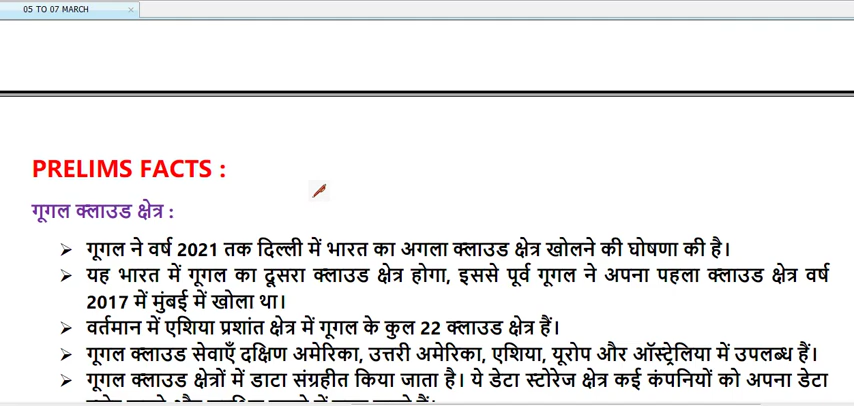 05 TO 07 MARCH
PRELIMS FACTS :
गूगल क्लाउड क्षेत्र :
➢ गूगल ने वर्ष 2021 तक दिल्ली में भारत का अगला क्लाउड क्षेत्र खोलने की घोषणा की है।
➢ यह भारत में गूगल का दूसरा क्लाउड क्षेत्र होगा, इससे पूर्व गूगल ने अपना पहला क्लाउड क्षेत्र वर्ष
2017 में मुंबई में खोला था।
➢ वर्तमान में एशिया प्रशांत क्षेत्र में गूगल के कुल 22 क्लाउड क्षेत्र हैं।
➢ गूगल क्लाउड सेवाएँ दक्षिण अमेरिका, उत्तरी अमेरिका, एशिया, यूरोप और ऑस्ट्रेलिया में उपलब्ध हैं।
➢ गूगल क्लाउड क्षेत्रों में डाटा संग्रहीत किया जाता है। ये डेटा स्टोरेज क्षेत्र कई कंपनियों को अपना डेटा